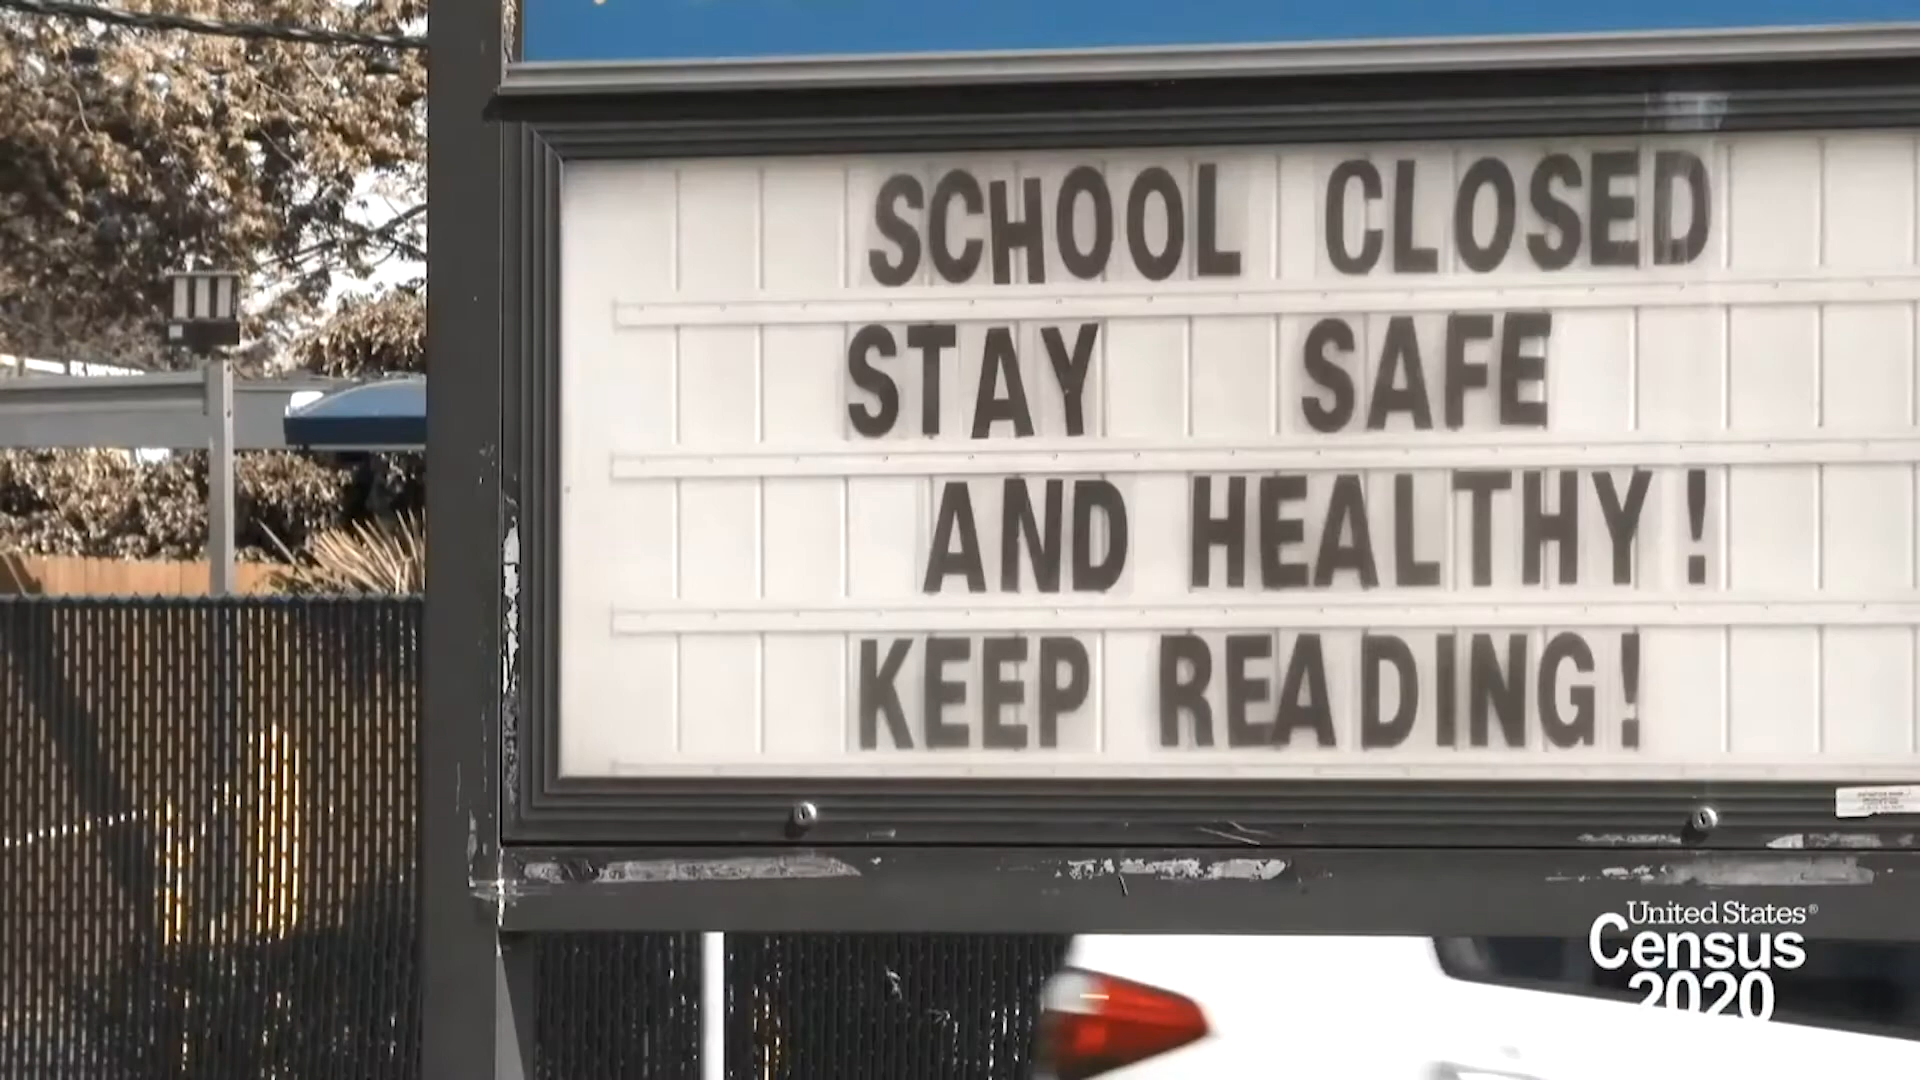 SCHOOL CLOSED
STAY SAFE
AND HEALTHY!
KEEP READING!
United States®
Census
2020